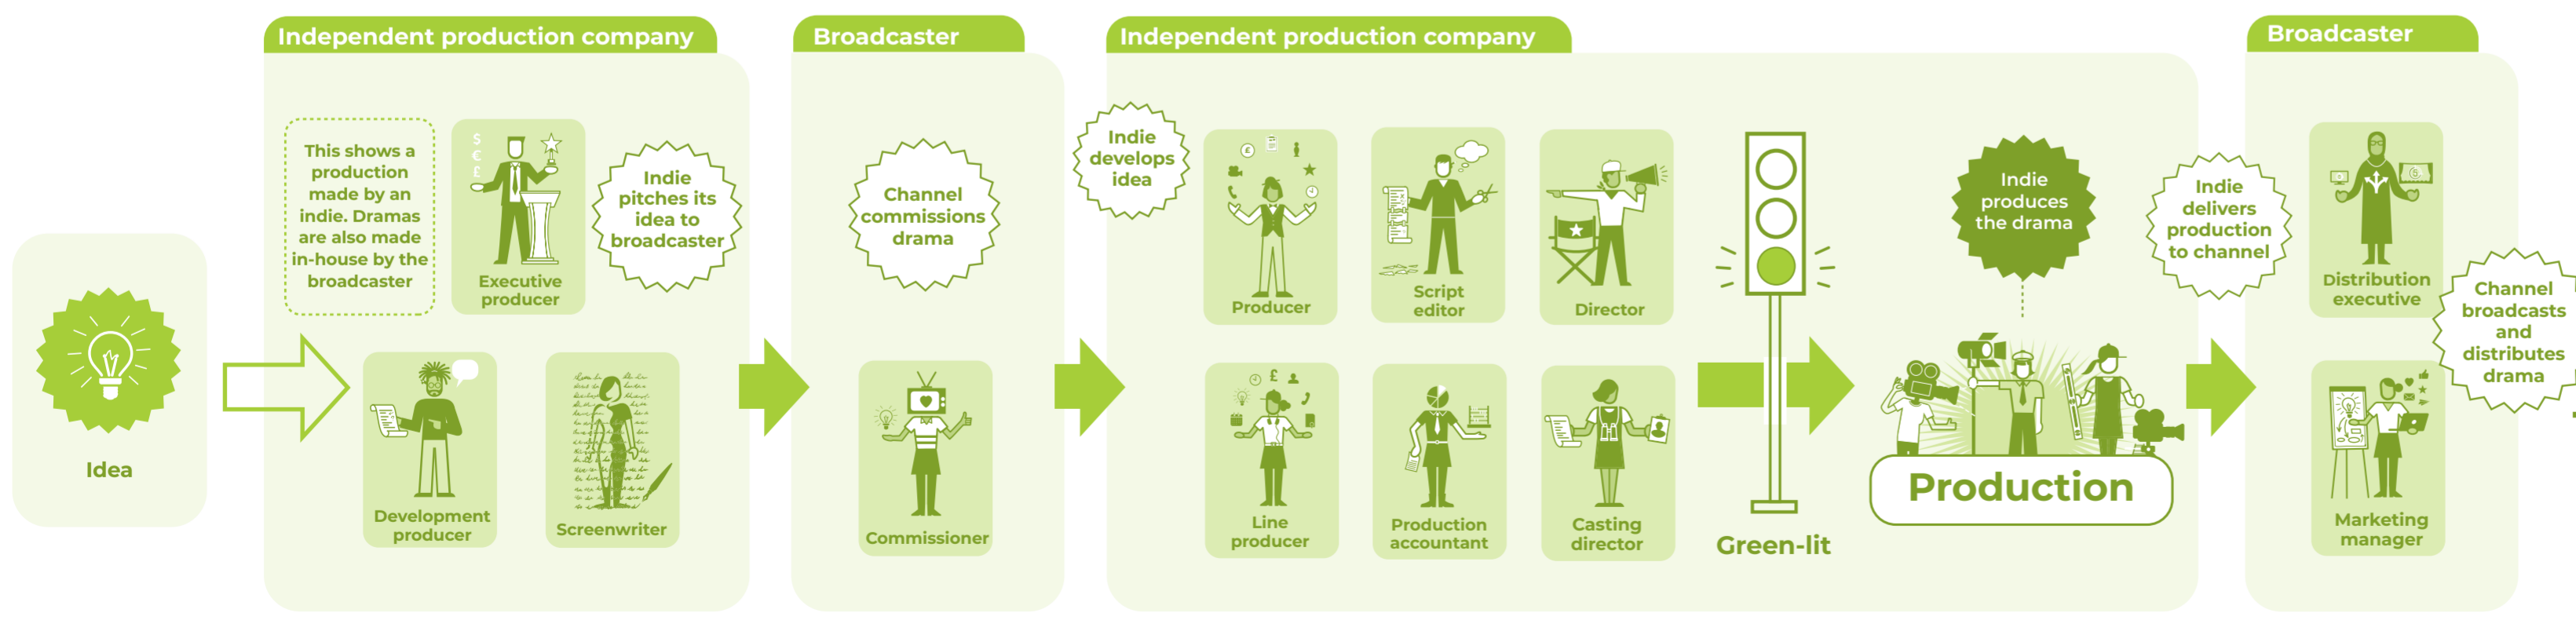 Idea
Independent production company
This shows a
production
made by an
indie. Dramas
are also made
in-house by the
broadcaster
$
€
£
Executive
producer
Indie
pitches its
idea to
broadcaster
Development
producer
Screenwriter
Broadcaster
Channel
commissions
drama
Commissioner
Independent production company
Indie
develops
idea
£
Producer
Script
editor
Director
£
Line
producer
Production
accountant
Casting
director
Green-lit
Indie
produces
the drama
Production
Indie
delivers
production
to channel
Broadcaster
Distribution
executive
Channel
broadcasts
and
distributes
drama
Marketing
manager